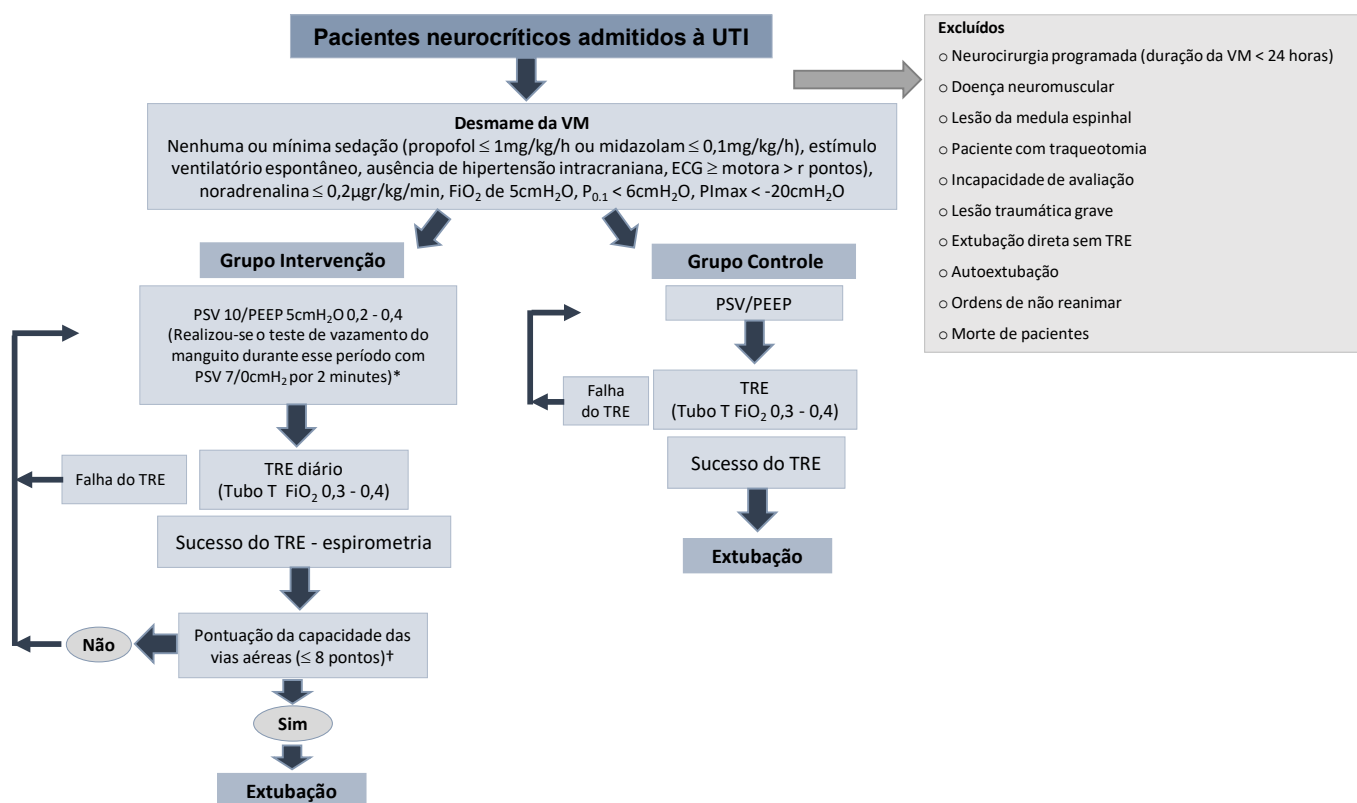 Pacientes neurocríticos admitidos à UTI
Excluídos
o Neurocirurgia programada (duração da VM < 24 horas)
o Doença neuromuscular
o Lesão da medula espinhal
o Paciente com traqueotomia
o Incapacidade de avaliação
o Lesão traumática grave
o Extubação direta sem TRE
o Autoextubação
o Ordens de não reanimar
o Morte de pacientes
Desmame da VM
Nenhuma ou mínima sedação (propofol ≤ 1mg/kg/h ou midazolam ≤ 0,1mg/kg/h), estímulo
ventilatório espontâneo, ausência de hipertensão intracraniana, ECG ≥ motora > r pontos),
noradrenalina ≤ 0,2µgr/kg/min, FiO₂ de 5cmH₂O, P₀.₁ < 6cmH₂O, PImax < -20cmH₂O
Grupo Intervenção
PSV 10/PEEP 5cmH₂O 0,2 - 0,4
(Realizou-se o teste de vazamento do
manguito durante esse período com
PSV 7/0cmH₂ por 2 minutes)*
Falha do TRE
TRE diário
(Tubo T FiO₂ 0,3 - 0,4)
Sucesso do TRE - espirometria
Não
Pontuação da capacidade das
vias aéreas (≤ 8 pontos)†
Sim
Extubação
Grupo Controle
PSV/PEEP
Falha
do TRE
TRE
(Tubo T FiO₂ 0,3 - 0,4)
Sucesso do TRE
Extubação